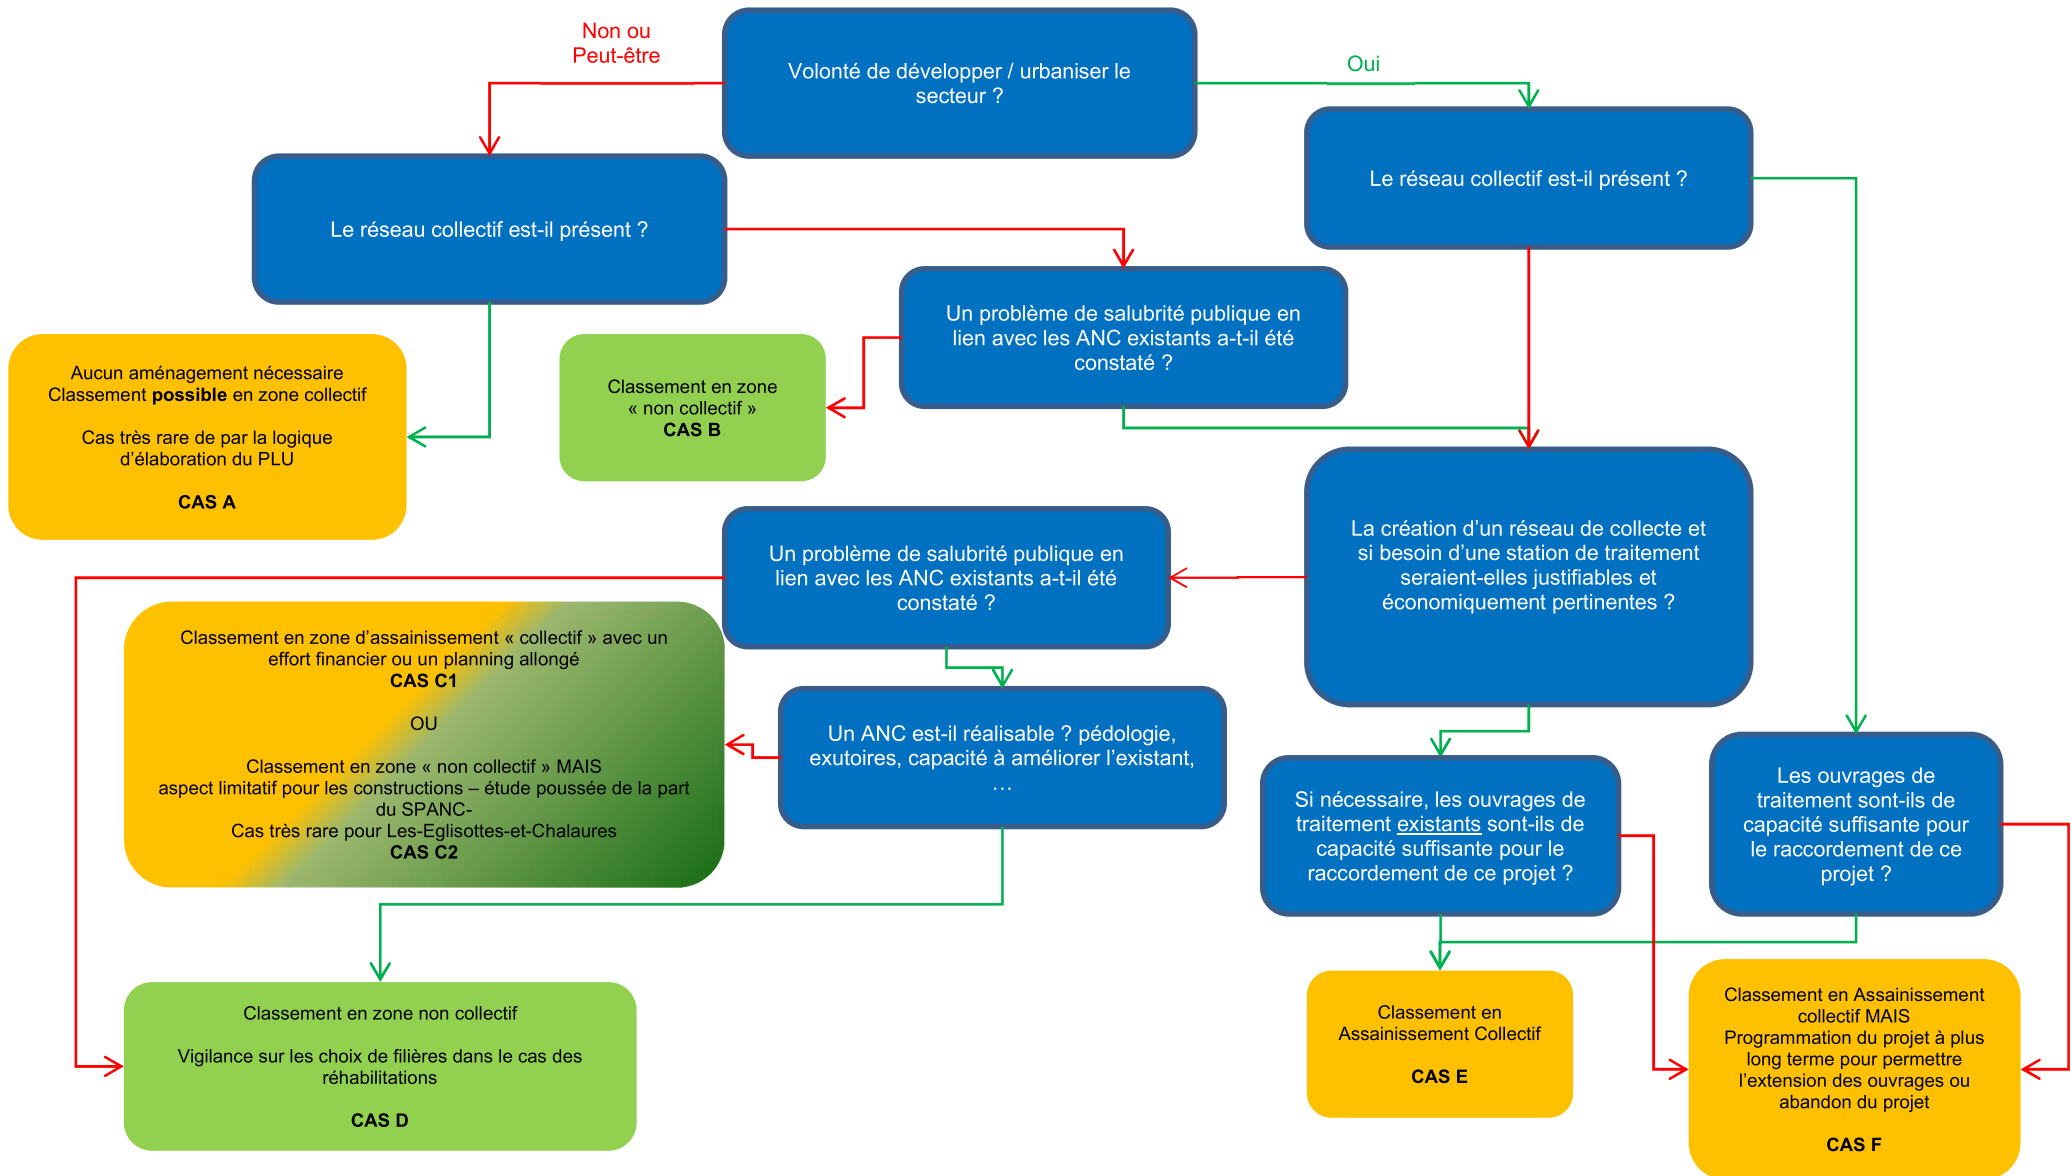 Non ou
Peut-être
Volonté de développer / urbaniser le
secteur ?
Oui
Le réseau collectif est-il présent ?
Le réseau collectif est-il présent ?
Un problème de salubrité publique en
lien avec les ANC existants a-t-il été
constaté ?
Aucun aménagement nécessaire
Classement possible en zone collectif
Cas très rare de par la logique
d’élaboration du PLU
CAS A
Classement en zone
« non collectif »
CAS B
La création d’un réseau de collecte et
si besoin d’une station de traitement
seraient-elles justifiables et
économiquement pertinentes ?
Un problème de salubrité publique en
lien avec les ANC existants a-t-il été
constaté ?
Classement en zone d’assainissement « collectif » avec un
effort financier ou un planning allongé
CAS C1
OU
Classement en zone « non collectif » MAIS
aspect limitatif pour les constructions – étude poussée de la part
du SPANC-
Cas très rare pour Les-Eglisottes-et-Chalaures
CAS C2
Un ANC est-il réalisable ? pédologie,
exutoires, capacité à améliorer l’existant,
…
Si nécessaire, les ouvrages de
traitement existants sont-ils de
capacité suffisante pour le
raccordement de ce projet ?
Les ouvrages de
traitement sont-ils de
capacité suffisante pour
le raccordement de ce
projet ?
Classement en zone non collectif
Vigilance sur les choix de filières dans le cas des
réhabilitations
CAS D
Classement en
Assainissement Collectif
CAS E
Classement en Assainissement
collectif MAIS
Programmation du projet à plus
long terme pour permettre
l’extension des ouvrages ou
abandon du projet
CAS F